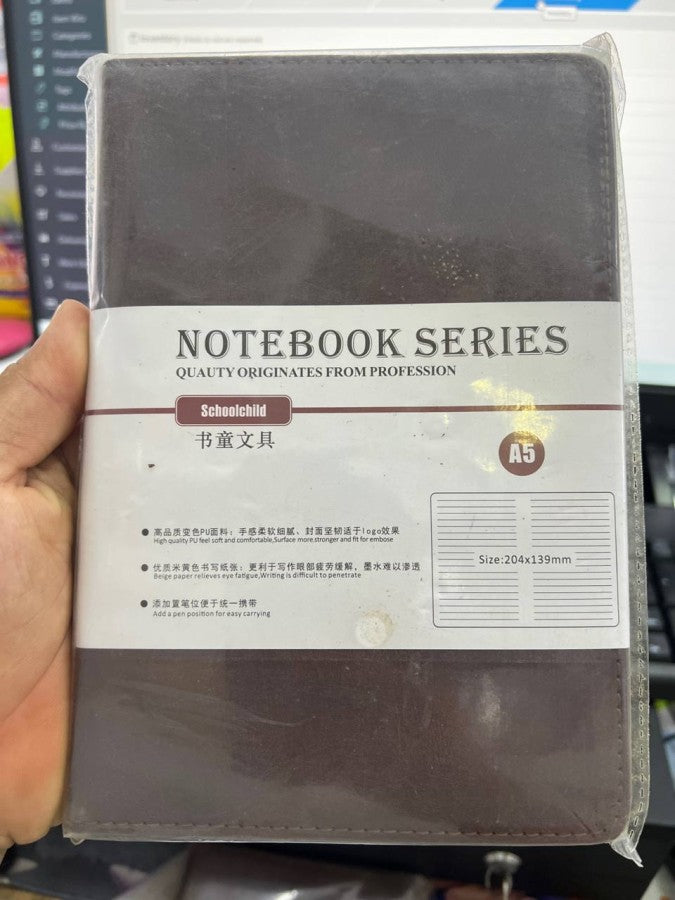 NOTEBOOK SERIES
QUAUTY ORIGINATES FROM PROFESSION
Schoolchild
书童文具
A5
● 高品质变色PU面料：手感柔软细腻、封面坚韧适于logo效果
High quality PU feel soft and comfortable,Surface more,stronger and fit for embose
● 优质米黄色书写纸张：更利于写作眼部疲劳缓解，墨水难以渗透
Beige paper relieves eye fatgue,Writing is difficult to penetrate
● 添加置笔位便于统一携带
Add a pen position for easy carrying
Size:204x139mm